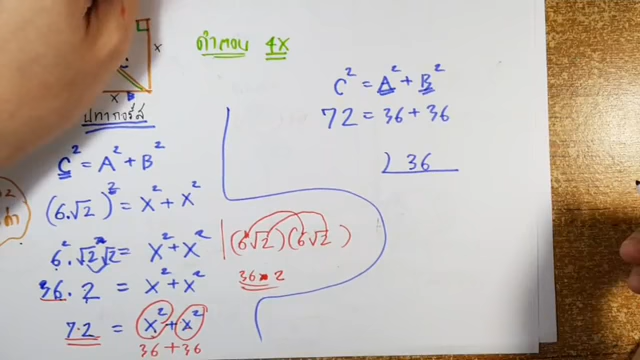 คำตอบ 4x
x
x B
ปทากอรัส
C² = A² + B²
(6.√2)² = x² + x²
6² . √2 √2 = x² + x²
36 . 2 = x² + x²
7.2 = x² + x²
36 + 36
(6√2)(6√2)
36 . 2
C² = A² + B²
72 = 36 + 36
) 36